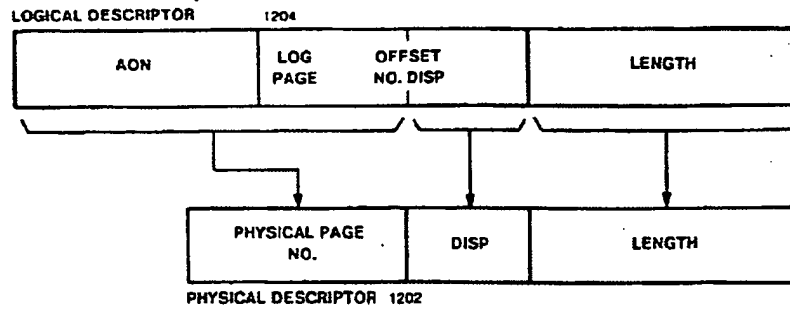 LOGICAL DESCRIPTOR 1204
AON
LOG PAGE
OFFSET NO. DISP
LENGTH
PHYSICAL PAGE NO.
DISP
LENGTH
PHYSICAL DESCRIPTOR 1202